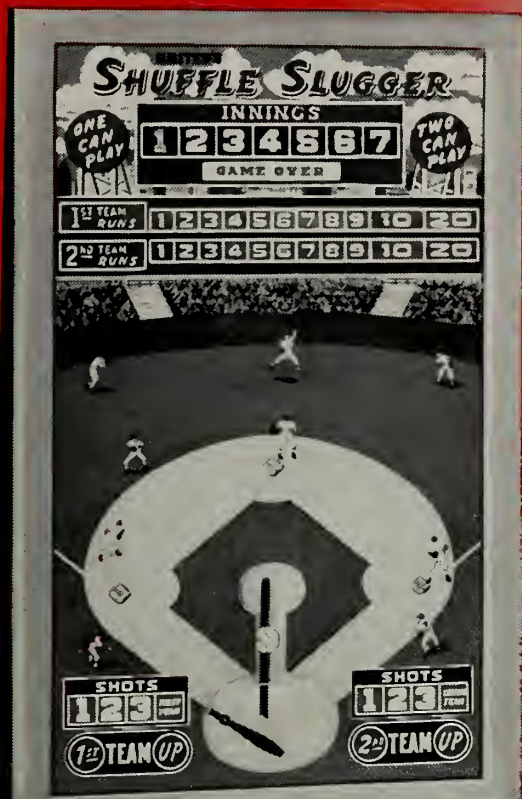 UNITED'S
SHUFFLE SLUGGER
ONE CAN PLAY
INNINGS
1 2 3 4 5 6 7
GAME OVER
TWO CAN PLAY
1ST TEAM RUNS 1 2 3 4 5 6 7 8 9 10 20
2ND TEAM RUNS 1 2 3 4 5 6 7 8 9 10 20
SHOTS
1 2 3
1ST TEAM UP
SHOTS
1 2 3
2ND TEAM UP